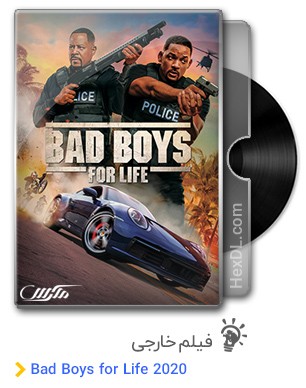 POLICE
POLICE
BAD BOYS
FOR LIFE
HexDL.com
فیلم خارجی
Bad Boys for Life 2020